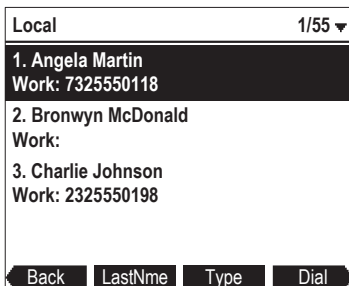 Local 1/55
1. Angela Martin
Work: 7325550118
2. Bronwyn McDonald
Work:
3. Charlie Johnson
Work: 2325550198
Back LastNme Type Dial